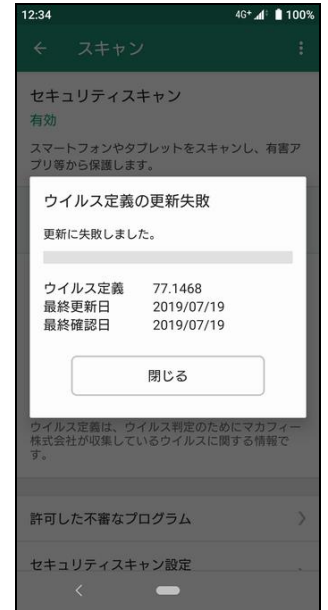 12:34 4G+ 100%
スキャン
セキュリティスキャン
有効
スマートフォンやタブレットをスキャンし、有害ア
プリ等から保護します。
ウイルス定義の更新失敗
更新に失敗しました。
ウイルス定義 77.1468
最終更新日 2019/07/19
最終確認日 2019/07/19
閉じる
ウイルス定義は、ウイルス判定のためにマカフィー
株式会社が収集しているウイルスに関する情報で
す。
許可した不審なプログラム
セキュリティスキャン設定